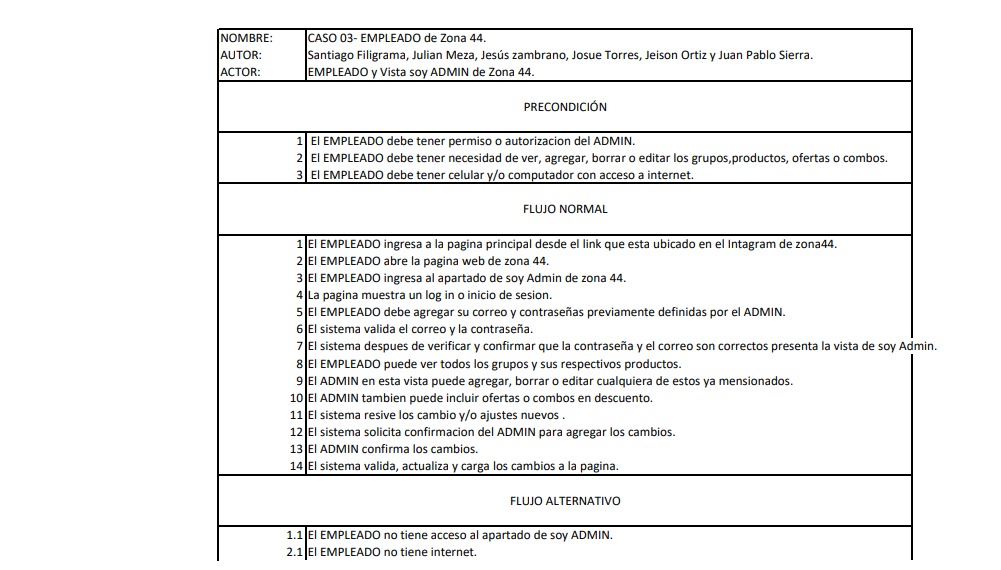 NOMBRE: CASO 03- EMPLEADO de Zona 44.
AUTOR: Santiago Filigrama, Julian Meza, Jesús zambrano, Josue Torres, Jeison Ortiz y Juan Pablo Sierra.
ACTOR: EMPLEADO y Vista soy ADMIN de Zona 44.
PRECONDICIÓN
1 El EMPLEADO debe tener permiso o autorizacion del ADMIN.
2 El EMPLEADO debe tener necesidad de ver, agregar, borrar o editar los grupos,productos, ofertas o combos.
3 El EMPLEADO debe tener celular y/o computador con acceso a internet.
FLUJO NORMAL
1 El EMPLEADO ingresa a la pagina principal desde el link que esta ubicado en el Intagram de zona44.
2 El EMPLEADO abre la pagina web de zona 44.
3 El EMPLEADO ingresa al apartado de soy Admin de zona 44.
4 La pagina muestra un log in o inicio de sesion.
5 El EMPLEADO debe agregar su correo y contraseñas previamente definidas por el ADMIN.
6 El sistema valida el correo y la contraseña.
7 El sistema despues de verificar y confirmar que la contraseña y el correo son correctos presenta la vista de soy Admin.
8 El EMPLEADO puede ver todos los grupos y sus respectivos productos.
9 El ADMIN en esta vista puede agregar, borrar o editar cualquiera de estos ya mencionados.
10 El ADMIN tambien puede incluir ofertas o combos en descuento.
11 El sistema resive los cambio y/o ajustes nuevos .
12 El sistema solicita confirmacion del ADMIN para agregar los cambios.
13 El ADMIN confirma los cambios.
14 El sistema valida, actualiza y carga los cambios a la pagina.
FLUJO ALTERNATIVO
1.1 El EMPLEADO no tiene acceso al apartado de soy ADMIN.
2.1 El EMPLEADO no tiene internet.